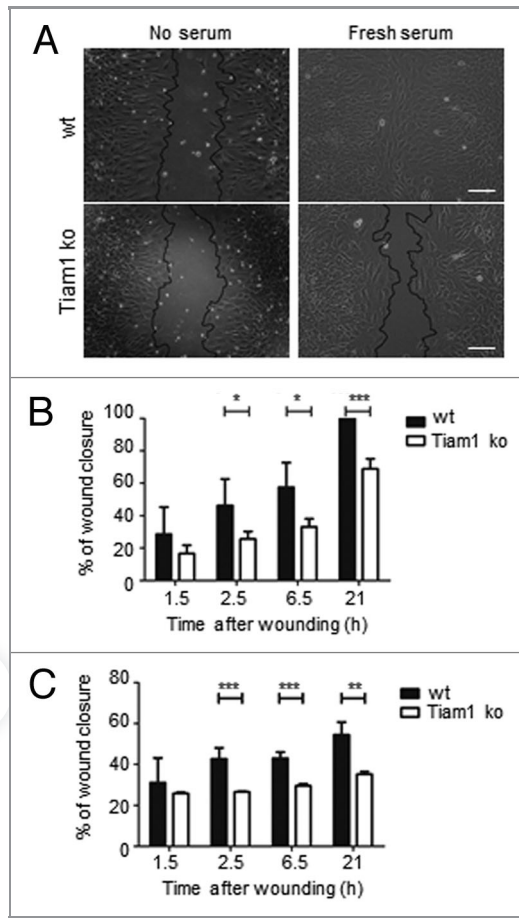 A
No serum
Fresh serum
wt
Tiam1 ko
B
% of wound closure
100
80
60
40
20
0
* * ***
wt
Tiam1 ko
1.5 2.5 6.5 21
Time after wounding (h)
C
% of wound closure
80
60
40
20
0
*** *** **
wt
Tiam1 ko
1.5 2.5 6.5 21
Time after wounding (h)